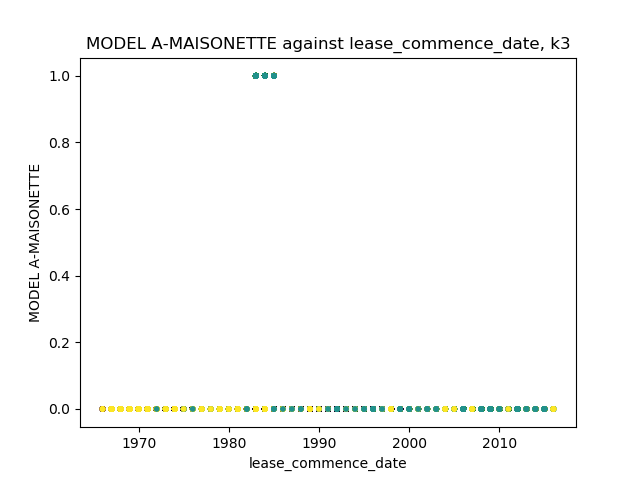 MODEL A-MAISONETTE against lease_commence_date, k3
1.0
0.8
0.6
0.4
0.2
0.0
MODEL A-MAISONETTE
1970 1980 1990 2000 2010
lease_commence_date